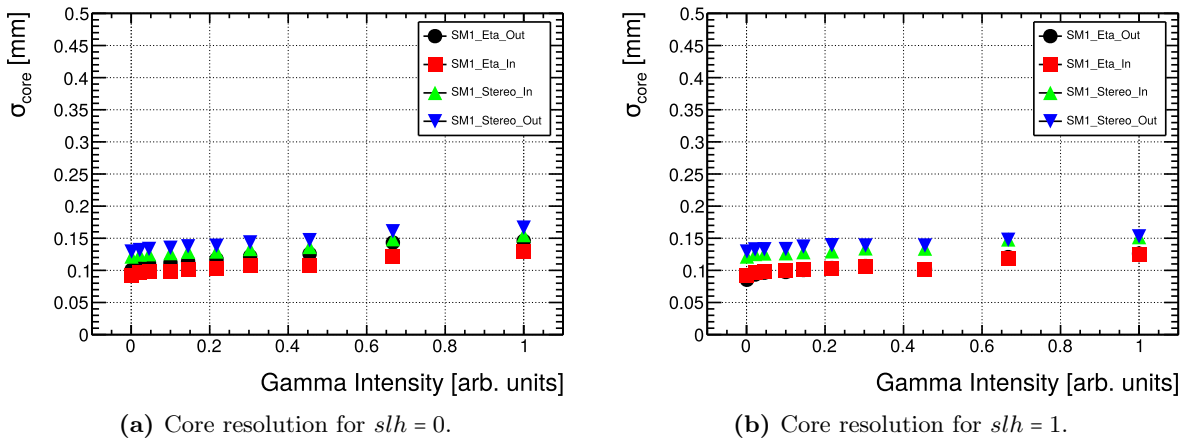 σcore [mm]
0.5
0.45
0.4
0.35
0.3
0.25
0.2
0.15
0.1
0.05
0
0 0.2 0.4 0.6 0.8 1
Gamma Intensity [arb. units]
SM1_Eta_Out
SM1_Eta_In
SM1_Stereo_In
SM1_Stereo_Out
(a) Core resolution for slh = 0.
σcore [mm]
0.5
0.45
0.4
0.35
0.3
0.25
0.2
0.15
0.1
0.05
0
0 0.2 0.4 0.6 0.8 1
Gamma Intensity [arb. units]
SM1_Eta_Out
SM1_Eta_In
SM1_Stereo_In
SM1_Stereo_Out
(b) Core resolution for slh = 1.